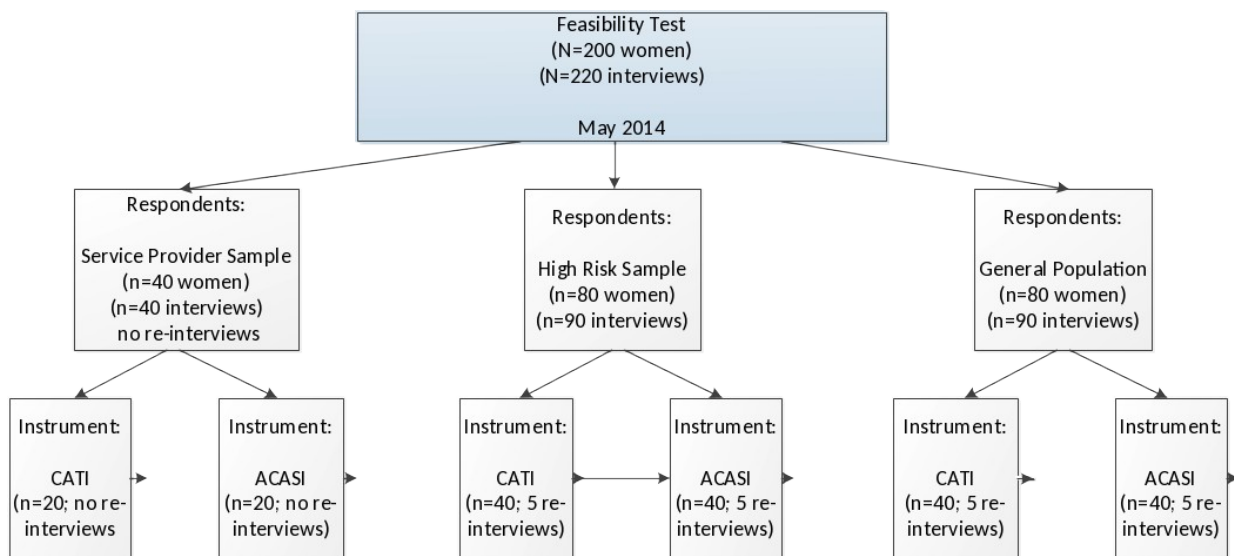 Feasibility Test
(N=200 women)
(N=220 interviews)
May 2014
Respondents:
Service Provider Sample
(n=40 women)
(n=40 interviews)
no re-interviews
Respondents:
High Risk Sample
(n=80 women)
(n=90 interviews)
Respondents:
General Population
(n=80 women)
(n=90 interviews)
Instrument:
CATI
(n=20; no re-
interviews
Instrument:
ACASI
(n=20; no re-
interviews)
Instrument:
CATI
(n=40; 5 re-
interviews)
Instrument:
ACASI
(n=40; 5 re-
interviews)
Instrument:
CATI
(n=40; 5 re-
interviews)
Instrument:
ACASI
(n=40; 5 re-
interviews)